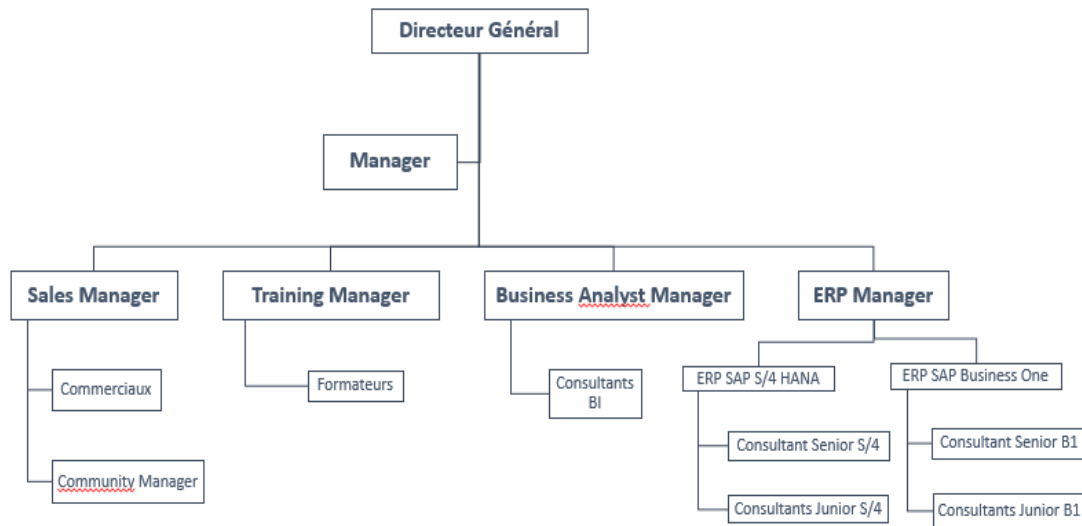 Directeur Général
Manager
Sales Manager
Training Manager
Business Analyst Manager
ERP Manager
Commerciaux
Community Manager
Formateurs
Consultants
BI
ERP SAP S/4 HANA
ERP SAP Business One
Consultant Senior S/4
Consultants Junior S/4
Consultant Senior B1
Consultants Junior B1